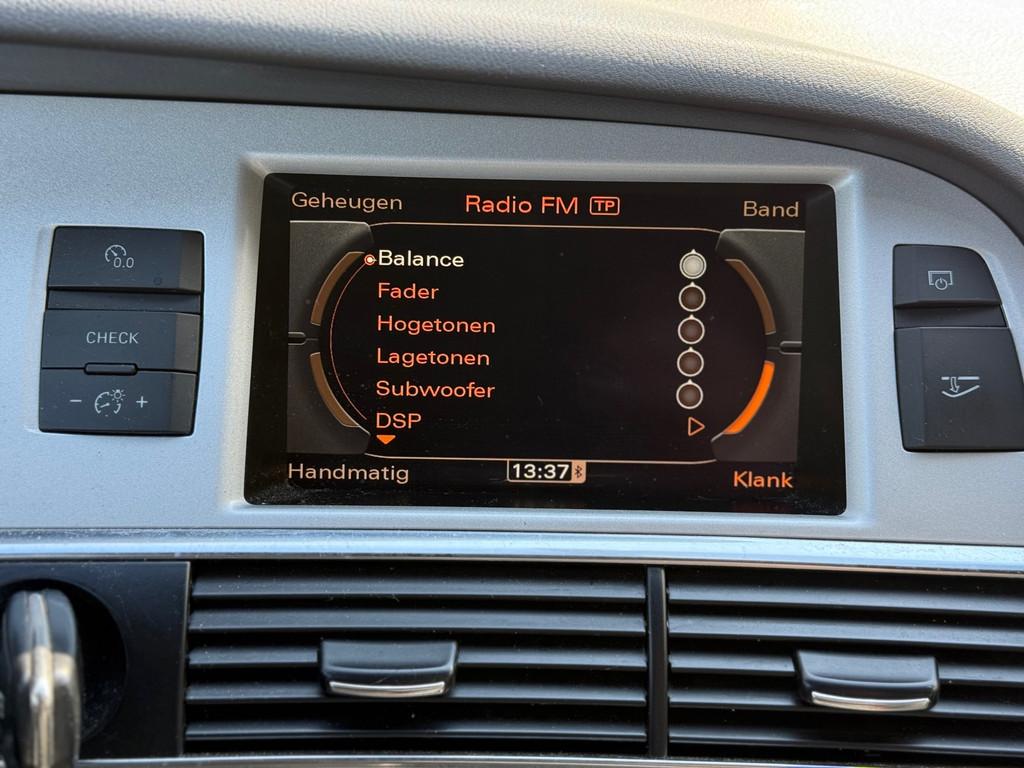 Geheugen Radio FM TP Band
0.0
Balance
Fader
Hogetonen
CHECK
Lagetonen
Subwoofer
- +
DSP
Handmatig 13:37 Klank